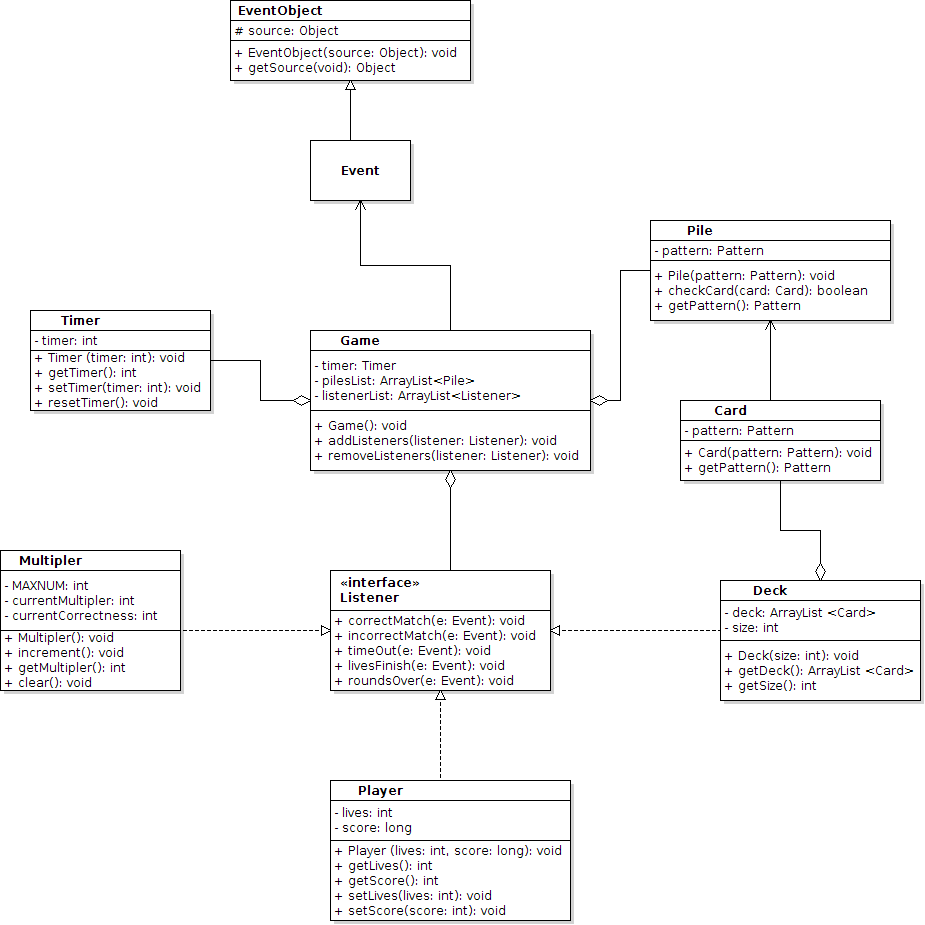 EventObject
# source: Object
+ EventObject(source: Object): void
+ getSource(void): Object
Event
Pile
- pattern: Pattern
+ Pile(pattern: Pattern): void
+ checkCard(card: Card): boolean
+ getPattern(): Pattern
Timer
- timer: int
+ Timer (timer: int): void
+ getTimer(): int
+ setTimer(timer: int): void
+ resetTimer(): void
Game
- timer: Timer
- pilesList: ArrayList<Pile>
- listenerList: ArrayList<Listener>
+ Game(): void
+ addListeners(listener: Listener): void
+ removeListeners(listener: Listener): void
Card
- pattern: Pattern
+ Card(pattern: Pattern): void
+ getPattern(): Pattern
Multipler
- MAXNUM: int
- currentMultipler: int
- currentCorrectness: int
+ Multipler(): void
+ increment(): void
+ getMultipler(): int
+ clear(): void
«interface»
Listener
+ correctMatch(e: Event): void
+ incorrectMatch(e: Event): void
+ timeOut(e: Event): void
+ livesFinish(e: Event): void
+ roundsOver(e: Event): void
Deck
- deck: ArrayList <Card>
- size: int
+ Deck(size: int): void
+ getDeck(): ArrayList <Card>
+ getSize(): int
Player
- lives: int
- score: long
+ Player (lives: int, score: long): void
+ getLives(): int
+ getScore(): int
+ setLives(lives: int): void
+ setScore(score: int): void